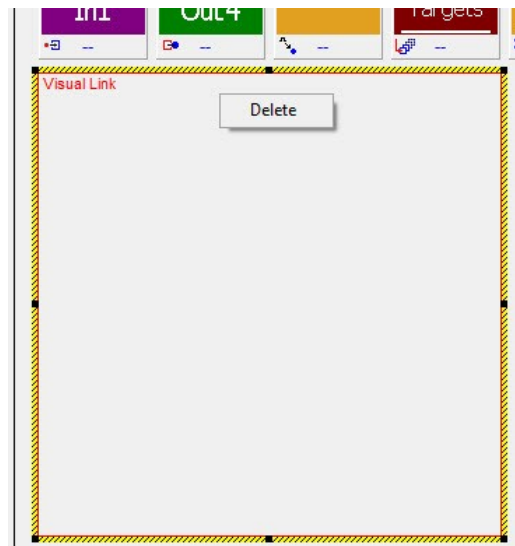 In1 Out4 Targets
-- -- -- --
Visual Link
Delete